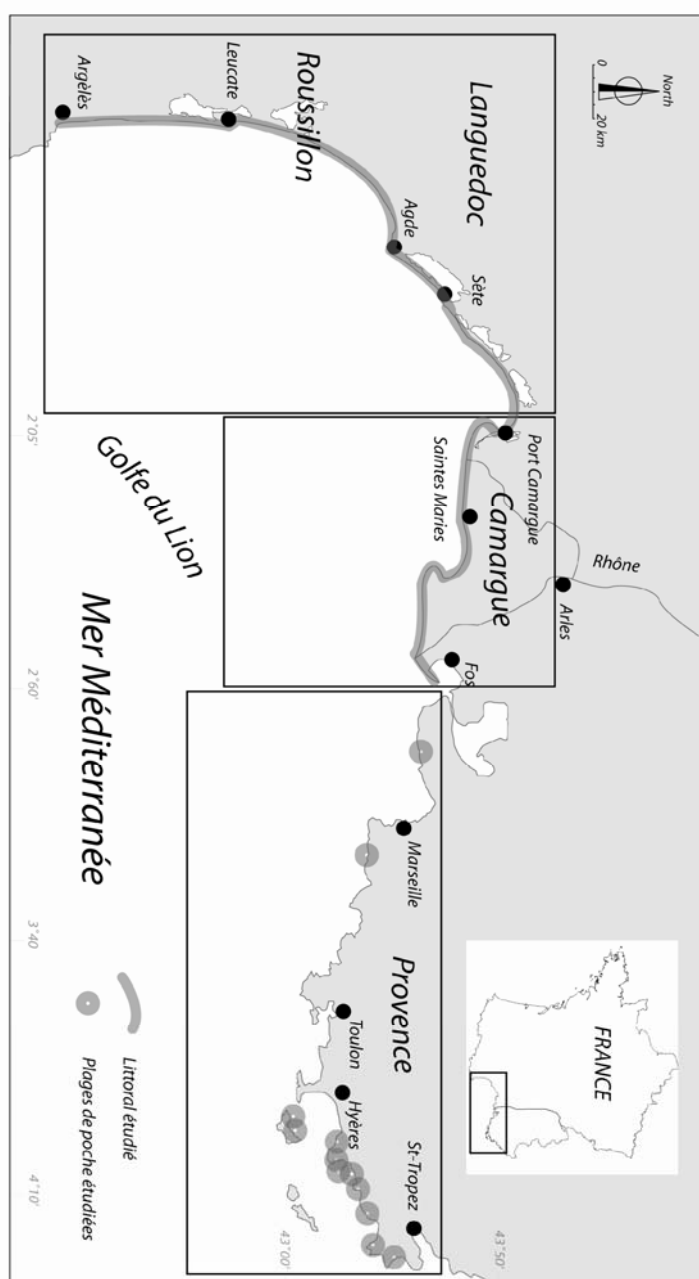 North
0
20 km
Languedoc
Roussillon
Leucate
Argèlès
Agde
Sète
Port Camargue
Camargue
Saintes Maries
Rhône
Arles
Fos
Golfe du Lion
Mer Méditerranée
Marseille
Provence
Toulon
Hyères
St-Tropez
FRANCE
Littoral étudié
Plages de poche étudiées
2°05'
2°60'
3°40
4°10
43°00'
43°50'